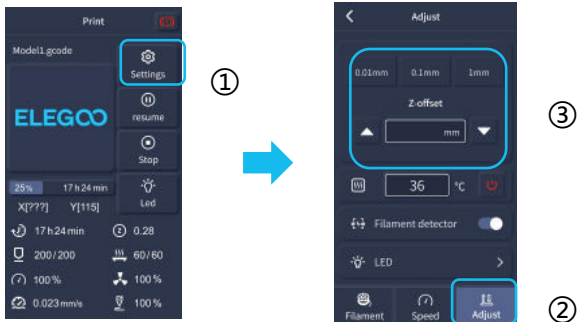 Print
Model1.gcode
Settings
ELEGOO
resume
Stop
25% 17 h 24 min
Led
X[???] Y[115]
17 h 24 min 0.28
200/200 60/60
100% 100%
0.023 mm/s 100%
①
Adjust
0.01mm 0.1mm 1mm
Z-offset
mm
③
36 °C
Filament detector
LED
Filament Speed Adjust
②